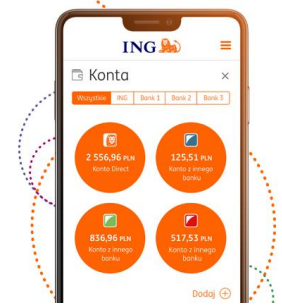 ING
Konta
Wszystkie ING Bank 1 Bank 2 Bank 3
2 556,96 PLN
Konto Direct
125,51 PLN
Konto z innego
banku
836,96 PLN
Konto z innego
banku
517,53 PLN
Konto z innego
banku
Dodaj